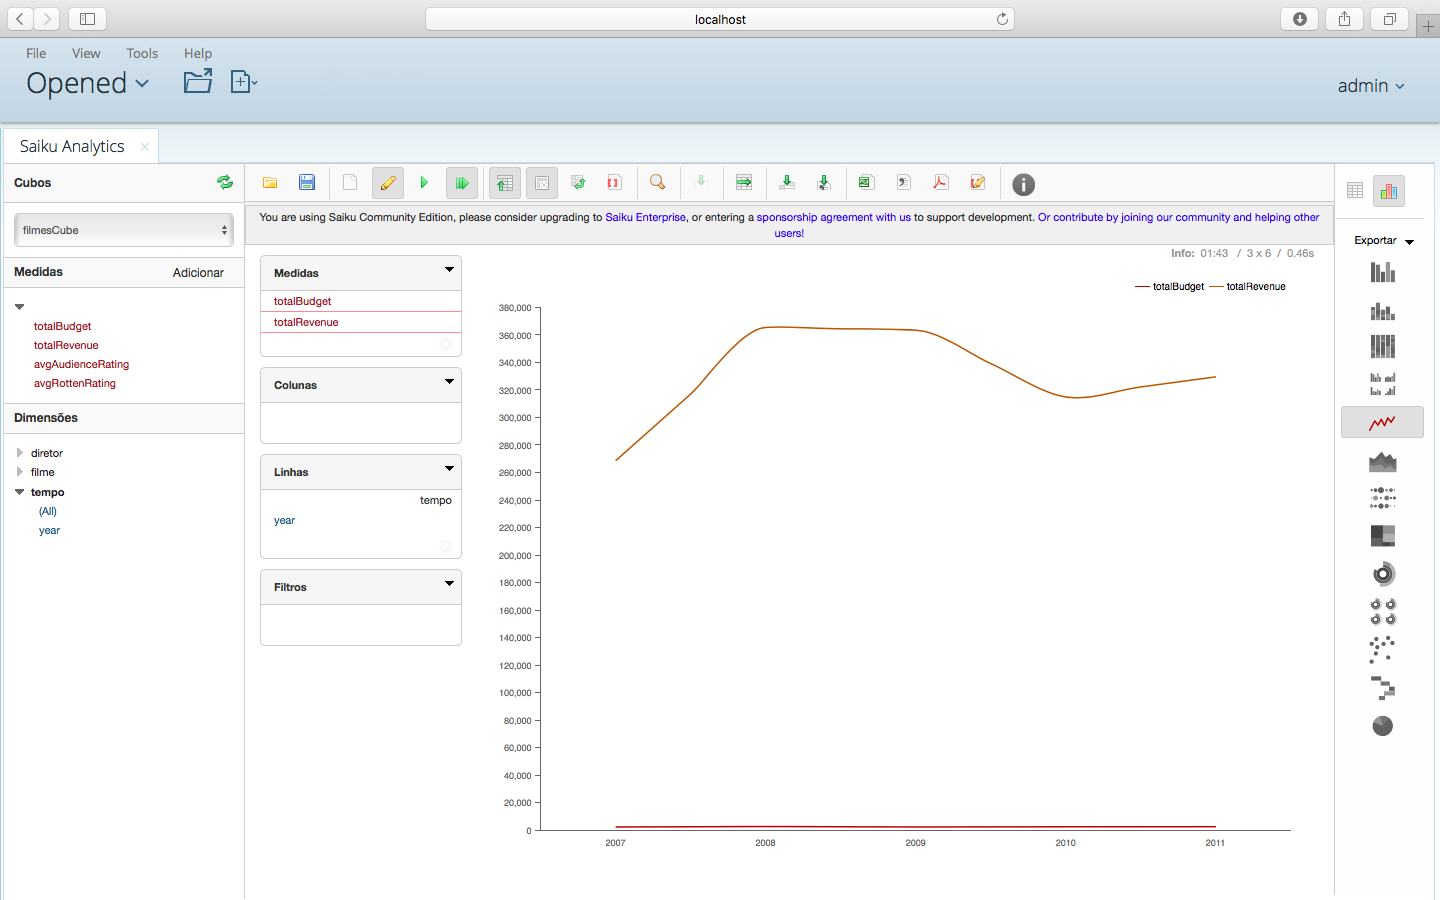 localhost
File View Tools Help
Opened
admin
Saiku Analytics
Cubos
filmesCube
Medidas Adicionar
totalBudget
totalRevenue
avgAudienceRating
avgRottenRating
Dimensões
diretor
filme
tempo
(All)
year
You are using Saiku Community Edition, please consider upgrading to Saiku Enterprise, or entering a sponsorship agreement with us to support development. Or contribute by joining our community and helping other
users!
Info: 01:43 / 3 x 6 / 0.46s
Medidas
totalBudget
totalRevenue
Colunas
Linhas
tempo
year
Filtros
totalBudget totalRevenue
380,000
360,000
340,000
320,000
300,000
280,000
260,000
240,000
220,000
200,000
180,000
160,000
140,000
120,000
100,000
80,000
60,000
40,000
20,000
0
2007 2008 2009 2010 2011
Exportar